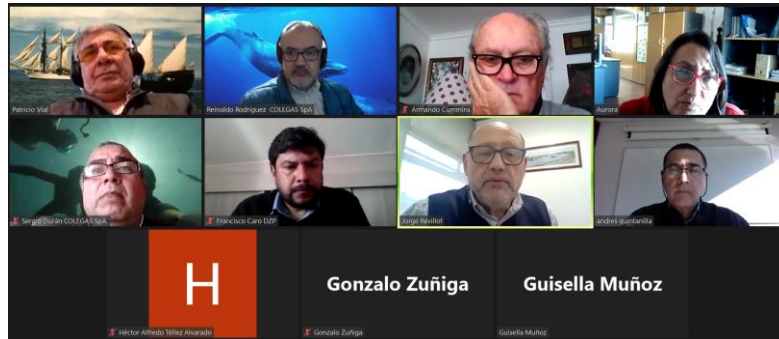 Patricio Vial
Reinaldo Rodríguez COLEGAS SpA
Armando Cummins
Aurora
Sergio Durán COLEGAS SpA
Francisco Caro DZP
Jorge Revillot
andres quintanilla
H
Gonzalo Zuñiga
Guisella Muñoz
Héctor Alfredo Téllez Alvarado
Gonzalo Zuñiga
Guisella Muñoz